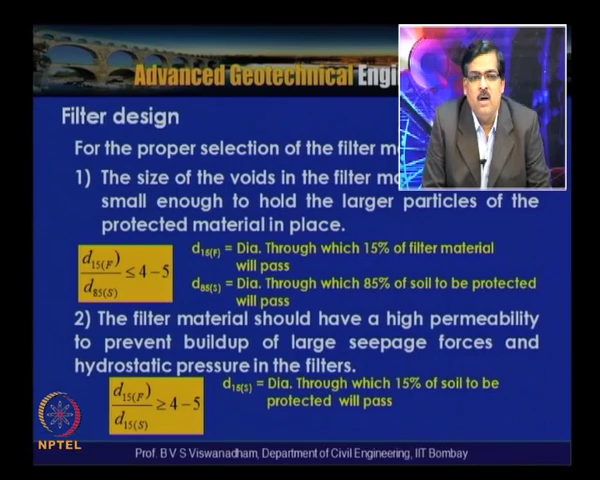 Advanced Geotechnical Engi
Filter design
For the proper selection of the filter m
1) The size of the voids in the filter ma
small enough to hold the larger particles of the
protected material in place.
d15(F) / d85(S) ≤ 4 – 5
d15(F) = Dia. Through which 15% of filter material
will pass
d85(S) = Dia. Through which 85% of soil to be protected
will pass
2) The filter material should have a high permeability
to prevent buildup of large seepage forces and
hydrostatic pressure in the filters.
d15(F) / d15(S) ≥ 4 – 5
d15(S) = Dia. Through which 15% of soil to be
protected will pass
NPTEL
Prof. B V S Viswanadham, Department of Civil Engineering, IIT Bombay